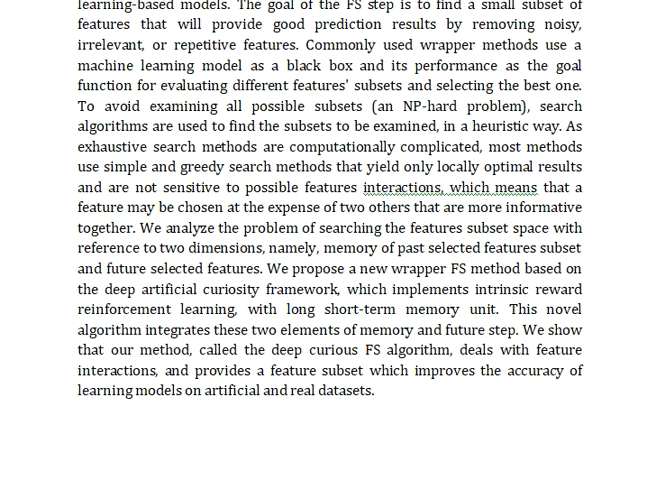 learning-based models. The goal of the FS step is to find a small subset of
features that will provide good prediction results by removing noisy,
irrelevant, or repetitive features. Commonly used wrapper methods use a
machine learning model as a black box and its performance as the goal
function for evaluating different features' subsets and selecting the best one.
To avoid examining all possible subsets (an NP-hard problem), search
algorithms are used to find the subsets to be examined, in a heuristic way. As
exhaustive search methods are computationally complicated, most methods
use simple and greedy search methods that yield only locally optimal results
and are not sensitive to possible features interactions, which means that a
feature may be chosen at the expense of two others that are more informative
together. We analyze the problem of searching the features subset space with
reference to two dimensions, namely, memory of past selected features subset
and future selected features. We propose a new wrapper FS method based on
the deep artificial curiosity framework, which implements intrinsic reward
reinforcement learning, with long short-term memory unit. This novel
algorithm integrates these two elements of memory and future step. We show
that our method, called the deep curious FS algorithm, deals with feature
interactions, and provides a feature subset which improves the accuracy of
learning models on artificial and real datasets.